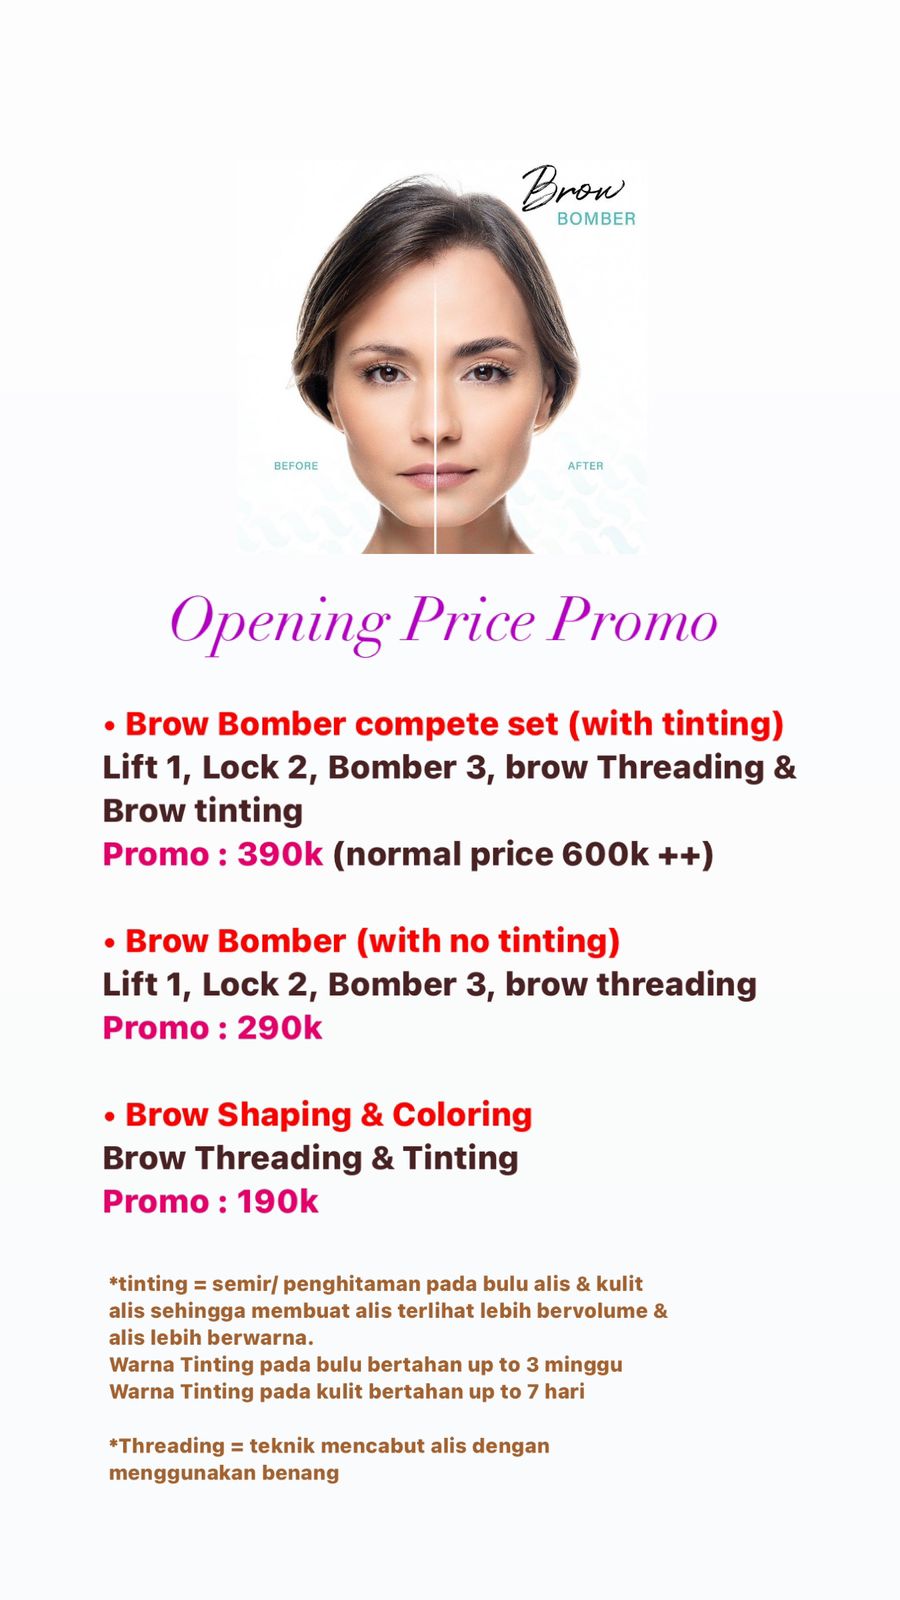 Brow
BOMBER
BEFORE
AFTER
Opening Price Promo
• Brow Bomber compete set (with tinting)
Lift 1, Lock 2, Bomber 3, brow Threading &
Brow tinting
Promo : 390k (normal price 600k ++)
• Brow Bomber (with no tinting)
Lift 1, Lock 2, Bomber 3, brow threading
Promo : 290k
• Brow Shaping & Coloring
Brow Threading & Tinting
Promo : 190k
*tinting = semir/ penghitaman pada bulu alis & kulit
alis sehingga membuat alis terlihat lebih bervolume &
alis lebih berwarna.
Warna Tinting pada bulu bertahan up to 3 minggu
Warna Tinting pada kulit bertahan up to 7 hari
*Threading = teknik mencabut alis dengan
menggunakan benang